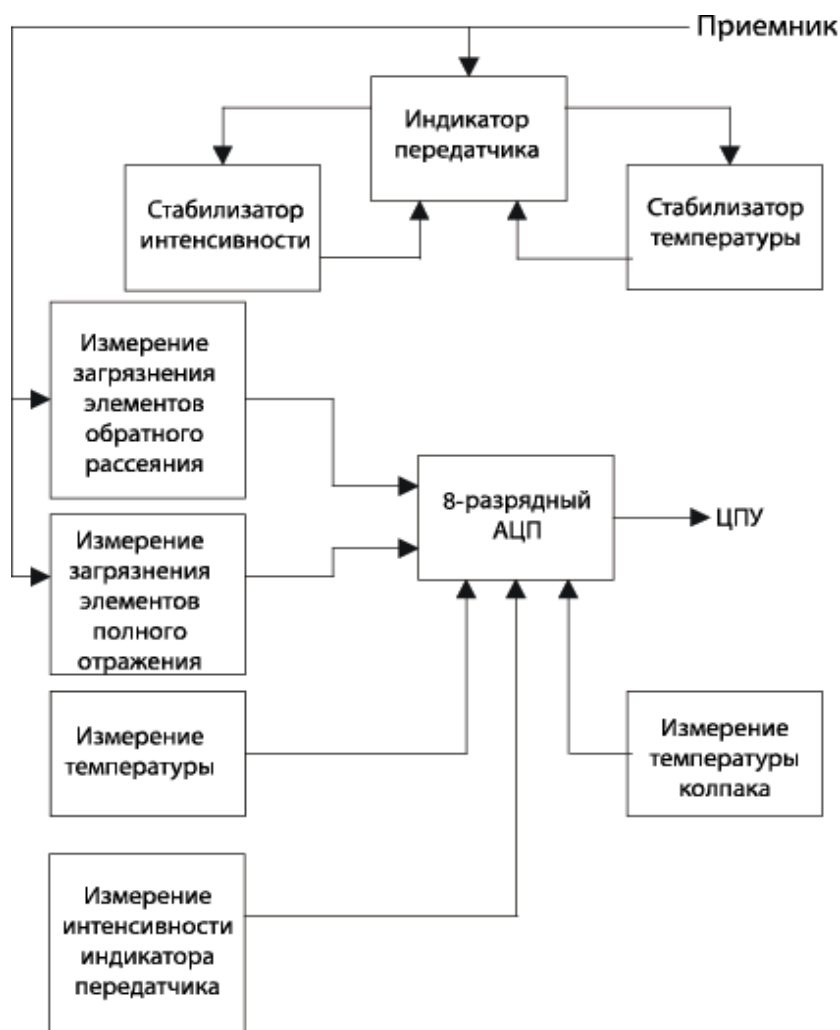 Приемник
Индикатор
передатчика
Стабилизатор
интенсивности
Стабилизатор
температуры
Измерение
загрязнения
элементов
обратного
рассеяния
8-разрядный
АЦП
ЦПУ
Измерение
загрязнения
элементов
полного
отражения
Измерение
температуры
Измерение
температуры
колпака
Измерение
интенсивности
индикатора
передатчика